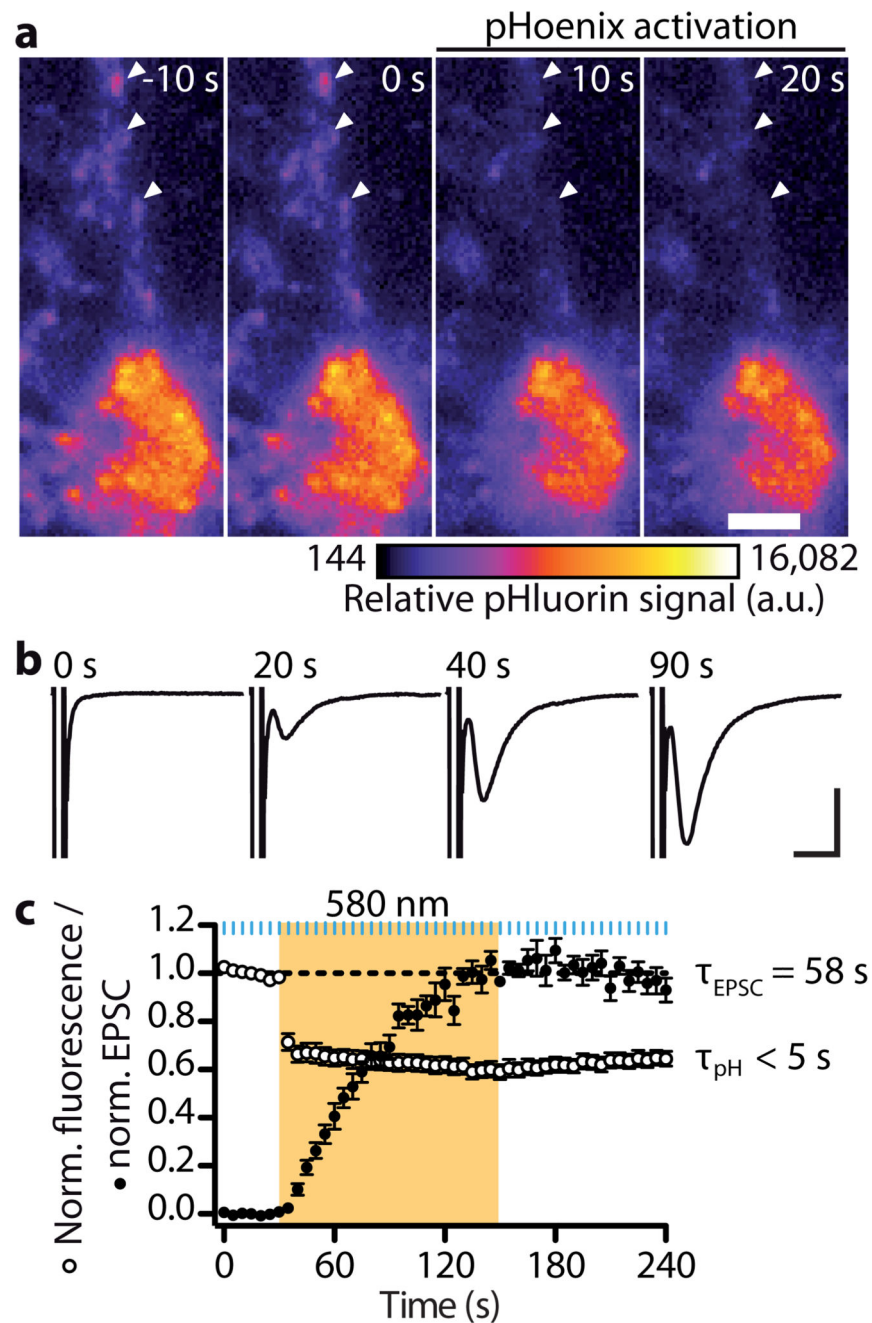 a
pHoenix activation
-10 s
0 s
10 s
20 s
144
16,082
Relative pHluorin signal (a.u.)
b
0 s
20 s
40 s
90 s
c
580 nm
○ Norm. fluorescence /
• norm. EPSC
1.2
1.0
0.8
0.6
0.4
0.2
0.0
τEPSC = 58 s
τpH < 5 s
0
60
120
180
240
Time (s)